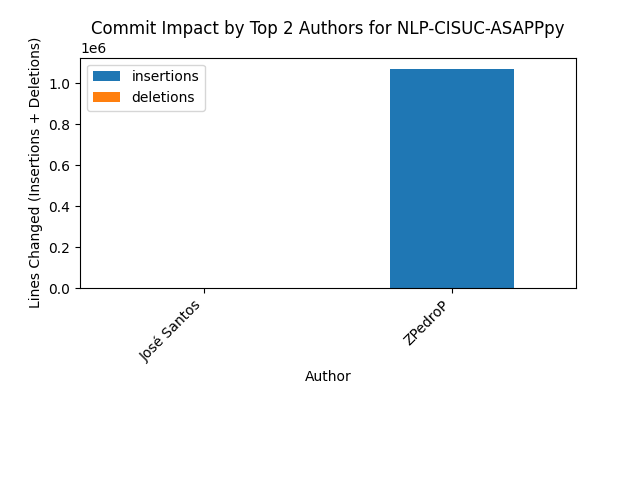 Commit Impact by Top 2 Authors for NLP-CISUC-ASAPPpy
1e6
insertions
deletions
1.0
0.8
0.6
0.4
0.2
0.0
Lines Changed (Insertions + Deletions)
José Santos
ZPedroP
Author